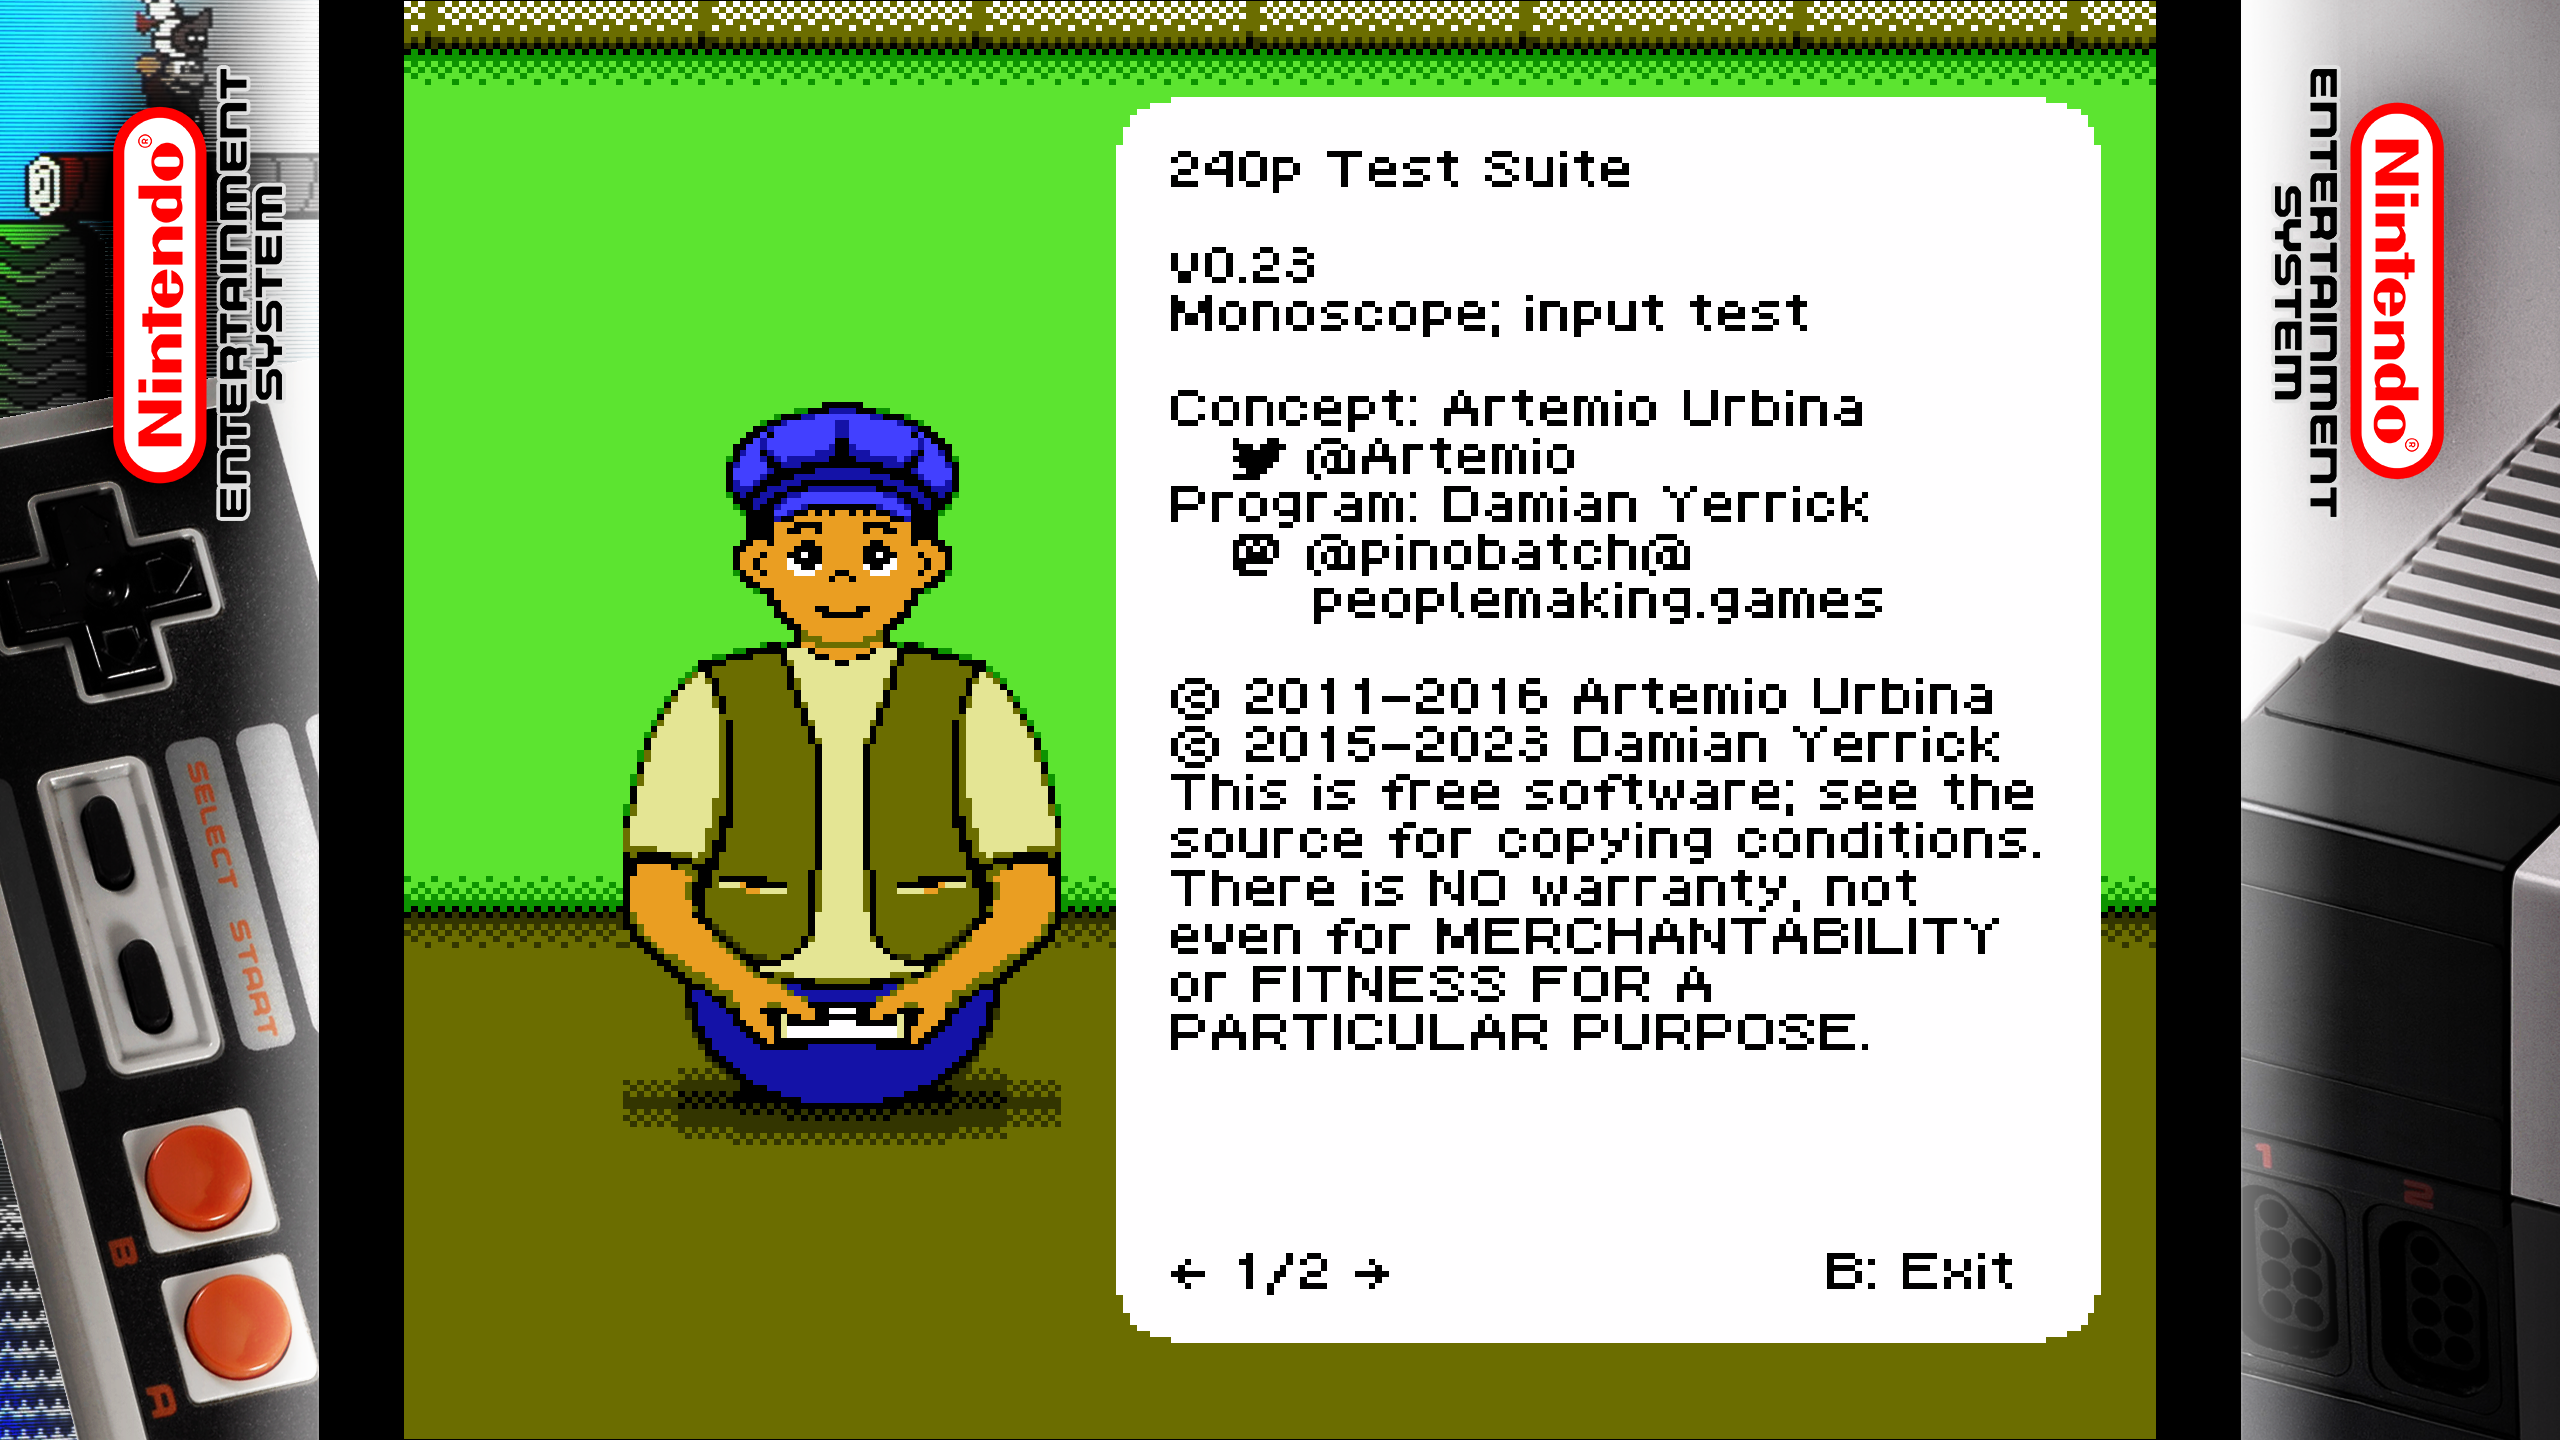 Nintendo®
ENTERTAINMENT
SYSTEM
SELECT START
B
A
240p Test Suite
v0.23
Monoscope; input test
Concept: Artemio Urbina
@Artemio
Program: Damian Yerrick
@pinobatch@
peoplemaking.games
© 2011–2016 Artemio Urbina
© 2015–2023 Damian Yerrick
This is free software; see the
source for copying conditions.
There is NO warranty, not
even for MERCHANTABILITY
or FITNESS FOR A
PARTICULAR PURPOSE.
← 1/2 →
B: Exit
Nintendo®
ENTERTAINMENT
SYSTEM
1
2